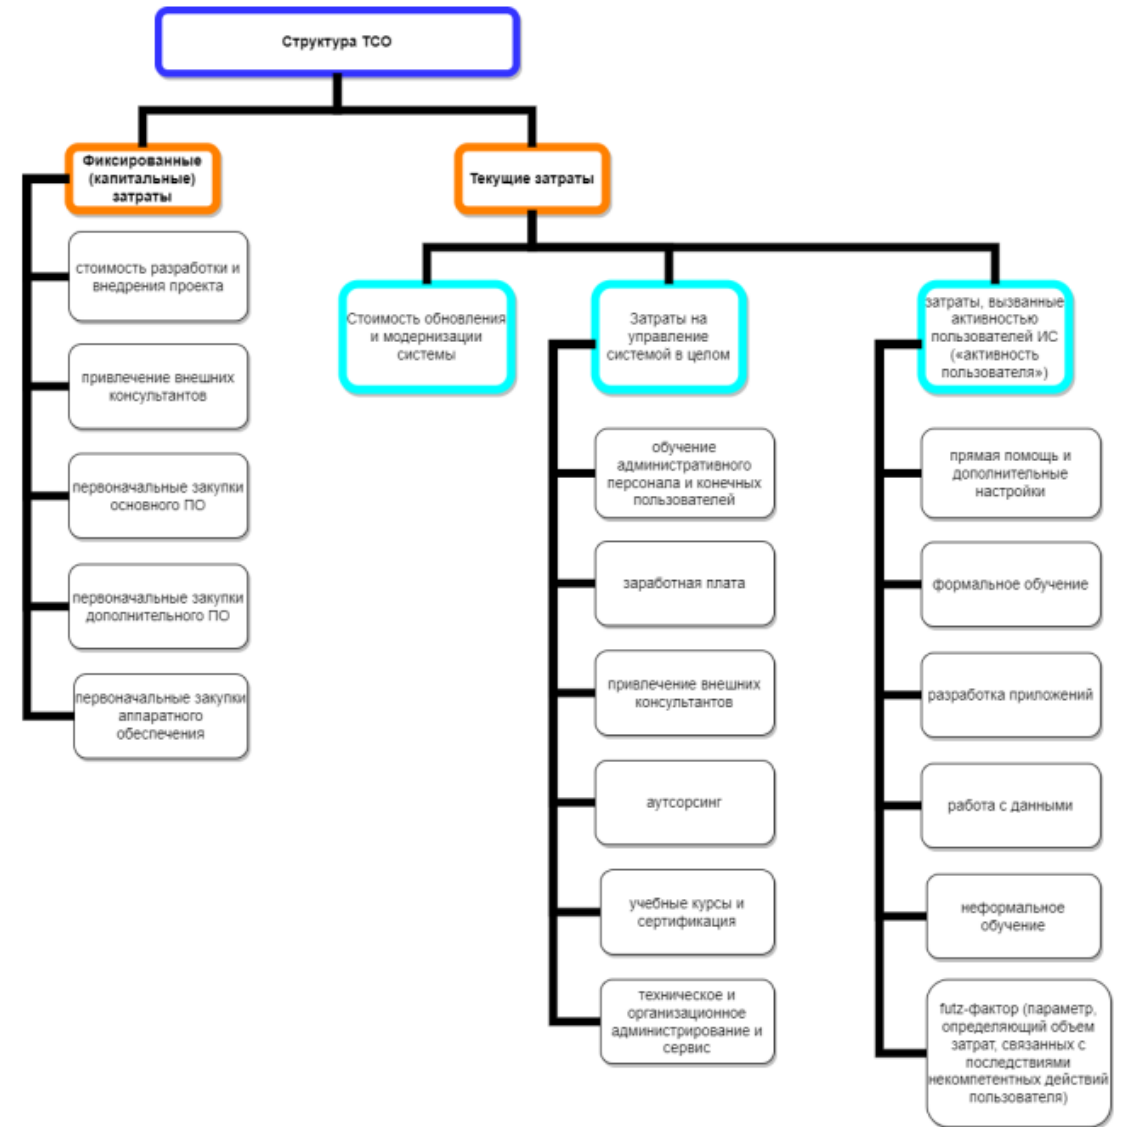 Структура ТСО
Фиксированные
(капитальные)
затраты
Текущие затраты
стоимость разработки и
внедрения проекта
привлечение внешних
консультантов
первоначальные закупки
основного ПО
первоначальные закупки
дополнительного ПО
первоначальные закупки
аппаратного
обеспечения
Стоимость обновления
и модернизации
системы
Затраты на
управление
системой в целом
обучение
административного
персонала и конечных
пользователей
заработная плата
привлечение внешних
консультантов
аутсорсинг
учебные курсы и
сертификация
техническое и
организационное
администрирование и
сервис
затраты, вызванные
активностью
пользователей ИС
(«активность
пользователя»)
прямая помощь и
дополнительные
настройки
формальное обучение
разработка приложений
работа с данными
неформальное
обучение
futz-фактор (параметр,
определяющий объем
затрат, связанных с
последствиями
некомпетентных действий
пользователя)